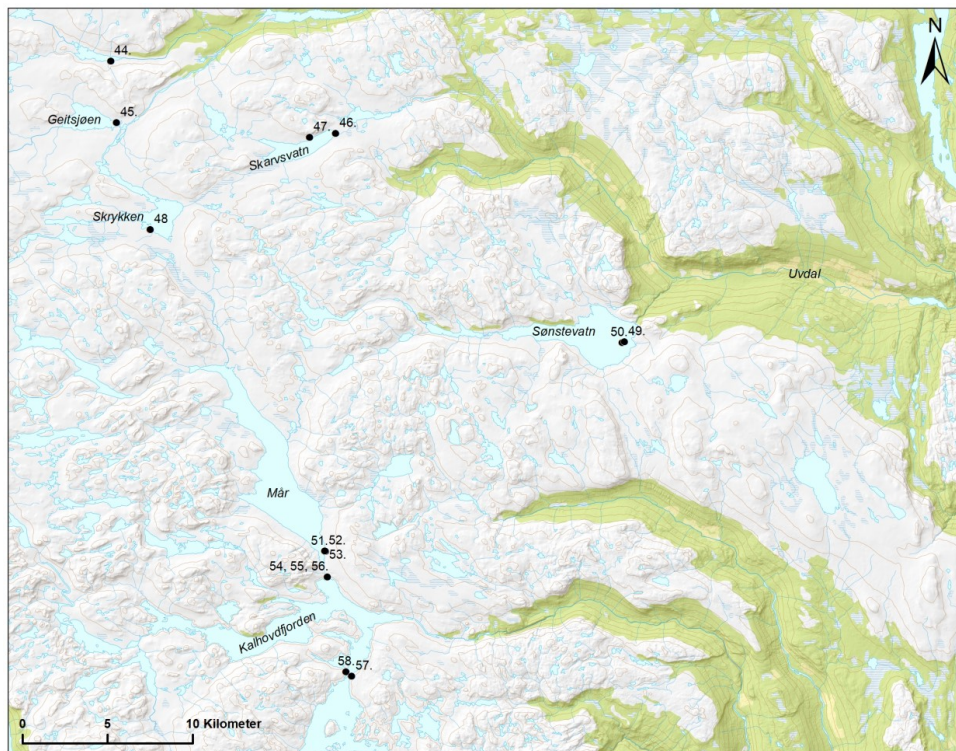 N
44.
Geitsjøen
45.
47.
46.
Skarvsvatn
Skrykken
48
Uvdal
Sønstevatn
50.
49.
Mår
51.
52.
53.
54, 55, 56.
Kalhovdfjorden
58.
57.
0
5
10 Kilometer